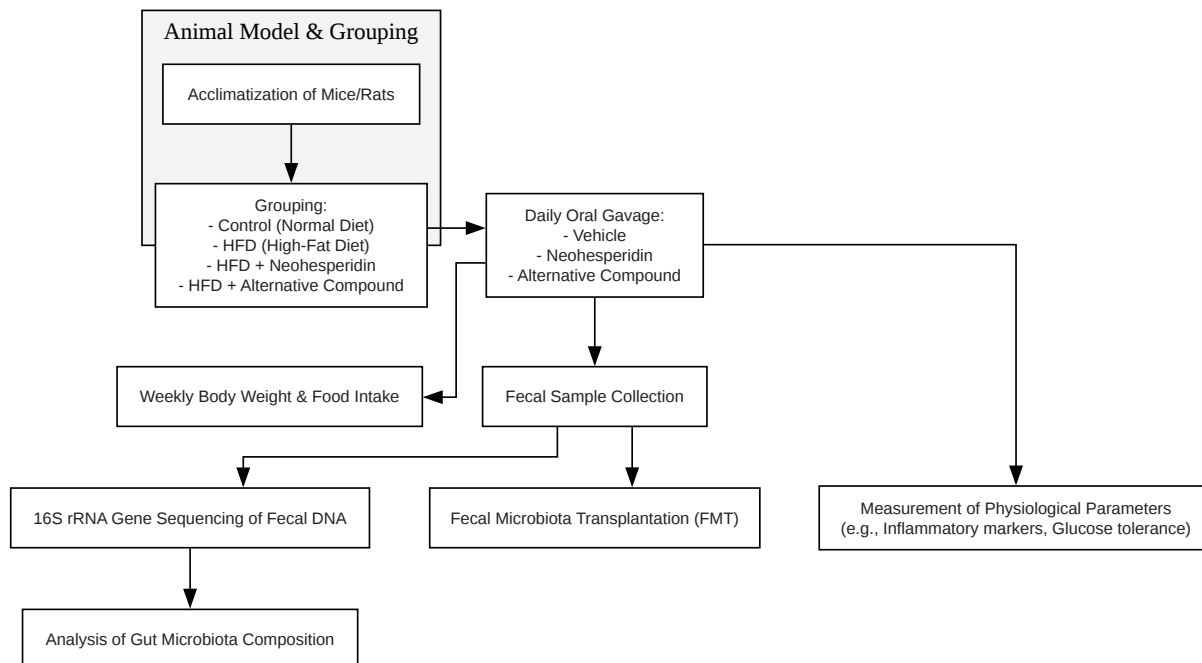 Animal Model & Grouping
Acclimatization of Mice/Rats
Grouping:
- Control (Normal Diet)
- HFD (High-Fat Diet)
- HFD + Neohesperidin
- HFD + Alternative Compound
Daily Oral Gavage:
- Vehicle
- Neohesperidin
- Alternative Compound
Weekly Body Weight & Food Intake
Fecal Sample Collection
16S rRNA Gene Sequencing of Fecal DNA
Fecal Microbiota Transplantation (FMT)
Measurement of Physiological Parameters
(e.g., Inflammatory markers, Glucose tolerance)
Analysis of Gut Microbiota Composition